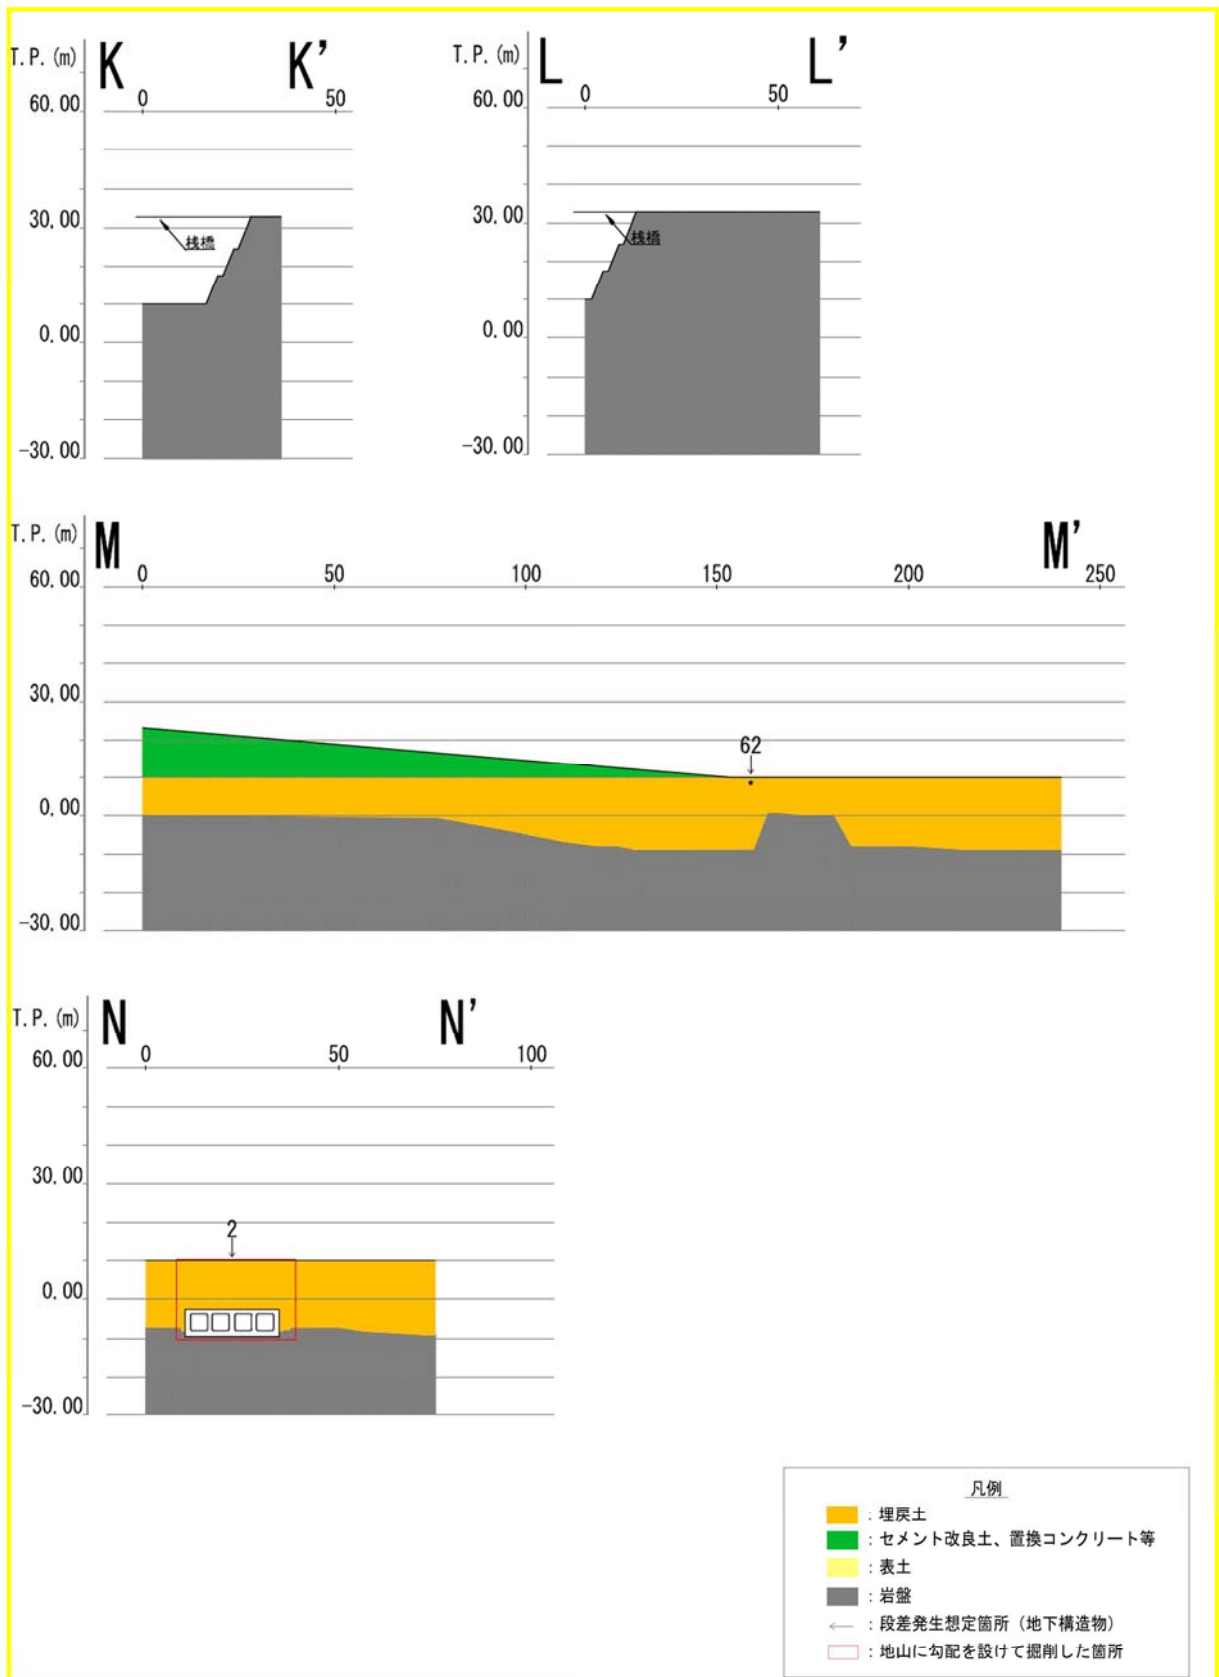 T.P.(m) K K’
0 50
60.00
30.00
桟橋
0.00
-30.00
T.P.(m) L L’
0 50
60.00
30.00
桟橋
0.00
-30.00
T.P.(m) M M’
0 50 100 150 200 250
60.00
30.00
62
0.00
-30.00
T.P.(m) N N’
0 50 100
60.00
30.00
2
0.00
-30.00
凡例
：埋戻土
：セメント改良土、置換コンクリート等
：表土
：岩盤
：段差発生想定箇所（地下構造物）
：地山に勾配を設けて掘削した箇所